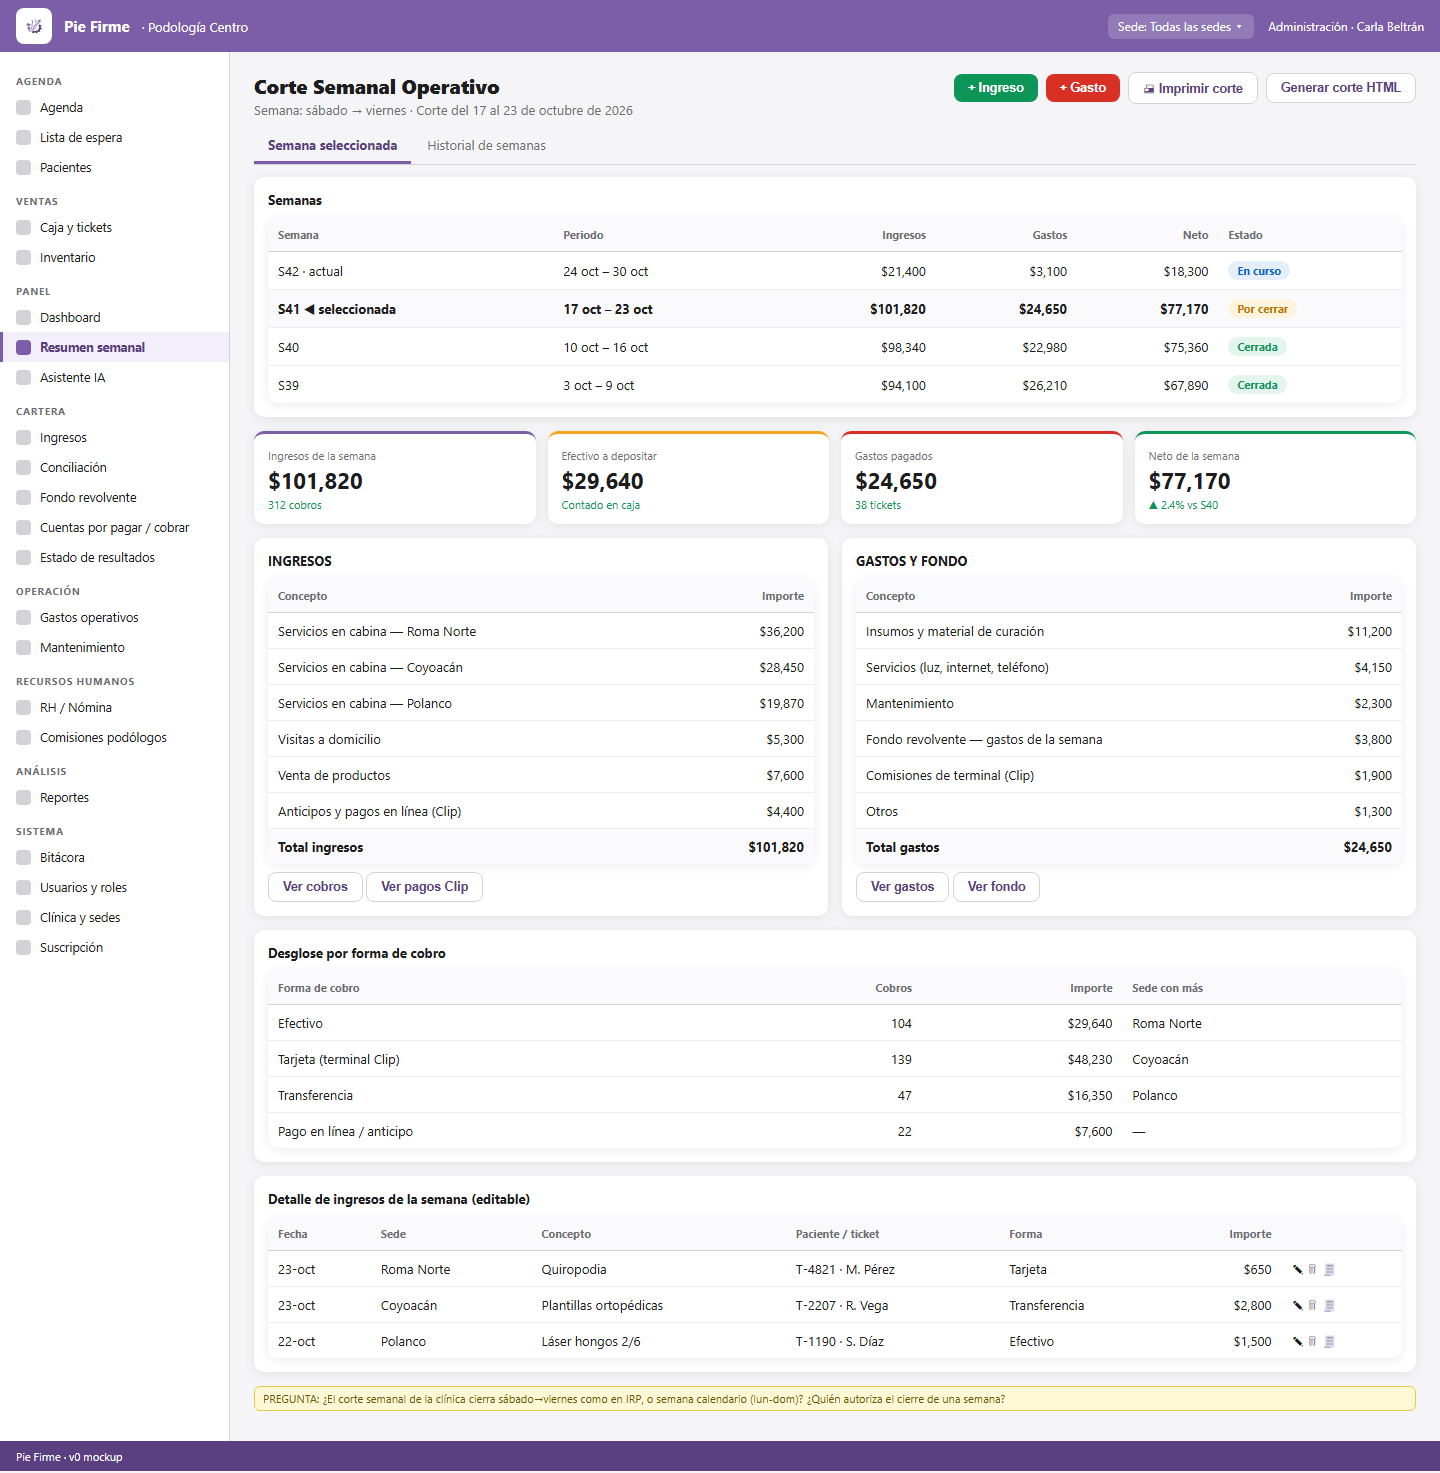 Pie Firme · Podología Centro
Sede: Todas las sedes ▾
Administración · Carla Beltrán
AGENDA
Agenda
Lista de espera
Pacientes
VENTAS
Caja y tickets
Inventario
PANEL
Dashboard
Resumen semanal
Asistente IA
CARTERA
Ingresos
Conciliación
Fondo revolvente
Cuentas por pagar / cobrar
Estado de resultados
OPERACIÓN
Gastos operativos
Mantenimiento
RECURSOS HUMANOS
RH / Nómina
Comisiones podólogos
ANÁLISIS
Reportes
SISTEMA
Bitácora
Usuarios y roles
Clínica y sedes
Suscripción
Corte Semanal Operativo
Semana: sábado → viernes · Corte del 17 al 23 de octubre de 2026
+ Ingreso
+ Gasto
Imprimir corte
Generar corte HTML
Semana seleccionada
Historial de semanas
Semanas
Semana Periodo Ingresos Gastos Neto Estado
S42 · actual 24 oct – 30 oct $21,400 $3,100 $18,300 En curso
S41 ◀ seleccionada 17 oct – 23 oct $101,820 $24,650 $77,170 Por cerrar
S40 10 oct – 16 oct $98,340 $22,980 $75,360 Cerrada
S39 3 oct – 9 oct $94,100 $26,210 $67,890 Cerrada
Ingresos de la semana
$101,820
312 cobros
Efectivo a depositar
$29,640
Contado en caja
Gastos pagados
$24,650
38 tickets
Neto de la semana
$77,170
▲ 2.4% vs S40
INGRESOS
Concepto Importe
Servicios en cabina — Roma Norte $36,200
Servicios en cabina — Coyoacán $28,450
Servicios en cabina — Polanco $19,870
Visitas a domicilio $5,300
Venta de productos $7,600
Anticipos y pagos en línea (Clip) $4,400
Total ingresos $101,820
Ver cobros
Ver pagos Clip
GASTOS Y FONDO
Concepto Importe
Insumos y material de curación $11,200
Servicios (luz, internet, teléfono) $4,150
Mantenimiento $2,300
Fondo revolvente — gastos de la semana $3,800
Comisiones de terminal (Clip) $1,900
Otros $1,300
Total gastos $24,650
Ver gastos
Ver fondo
Desglose por forma de cobro
Forma de cobro Cobros Importe Sede con más
Efectivo 104 $29,640 Roma Norte
Tarjeta (terminal Clip) 139 $48,230 Coyoacán
Transferencia 47 $16,350 Polanco
Pago en línea / anticipo 22 $7,600 —
Detalle de ingresos de la semana (editable)
Fecha Sede Concepto Paciente / ticket Forma Importe
23-oct Roma Norte Quiropodia T-4821 · M. Pérez Tarjeta $650
23-oct Coyoacán Plantillas ortopédicas T-2207 · R. Vega Transferencia $2,800
22-oct Polanco Láser hongos 2/6 T-1190 · S. Díaz Efectivo $1,500
PREGUNTA: ¿El corte semanal de la clínica cierra sábado→viernes como en IRP, o semana calendario (lun-dom)? ¿Quién autoriza el cierre de una semana?
Pie Firme · v0 mockup